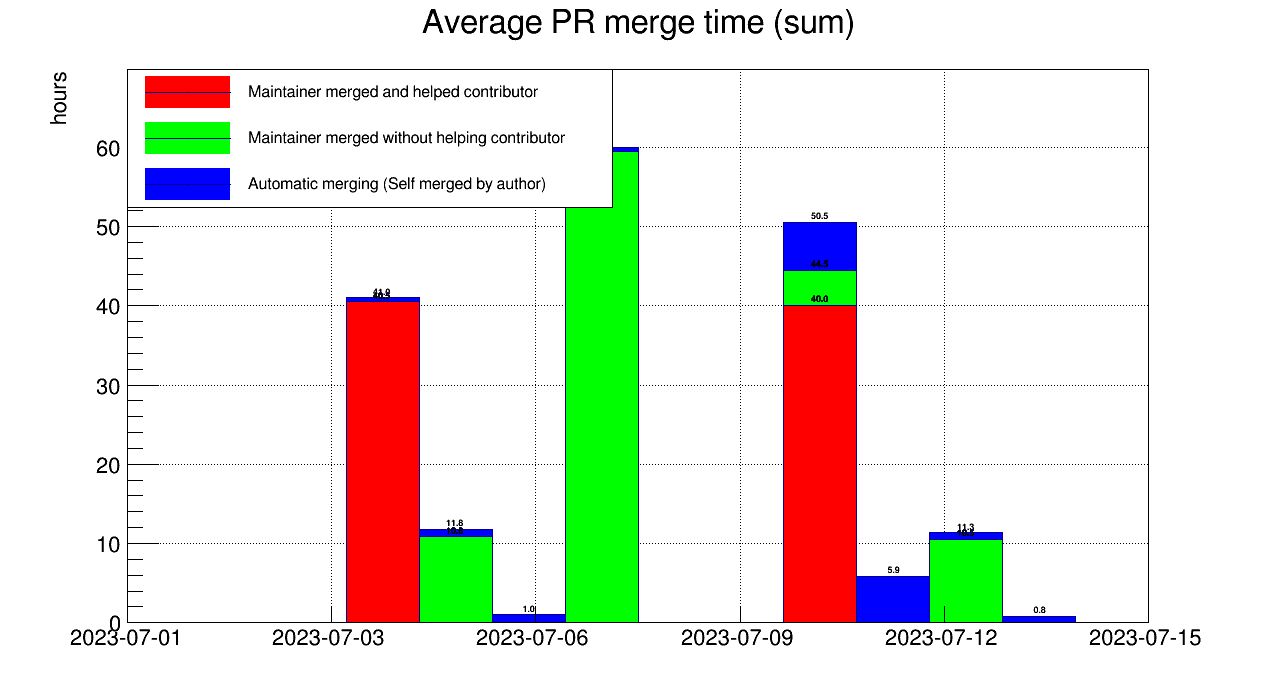 Average PR merge time (sum)
hours
Maintainer merged and helped contributor
Maintainer merged without helping contributor
Automatic merging (Self merged by author)
60
50
40
30
20
10
0
50.5
44.5
40.0
41.0
11.8
1.0
5.9
11.3
0.8
2023-07-01 2023-07-03 2023-07-06 2023-07-09 2023-07-12 2023-07-15